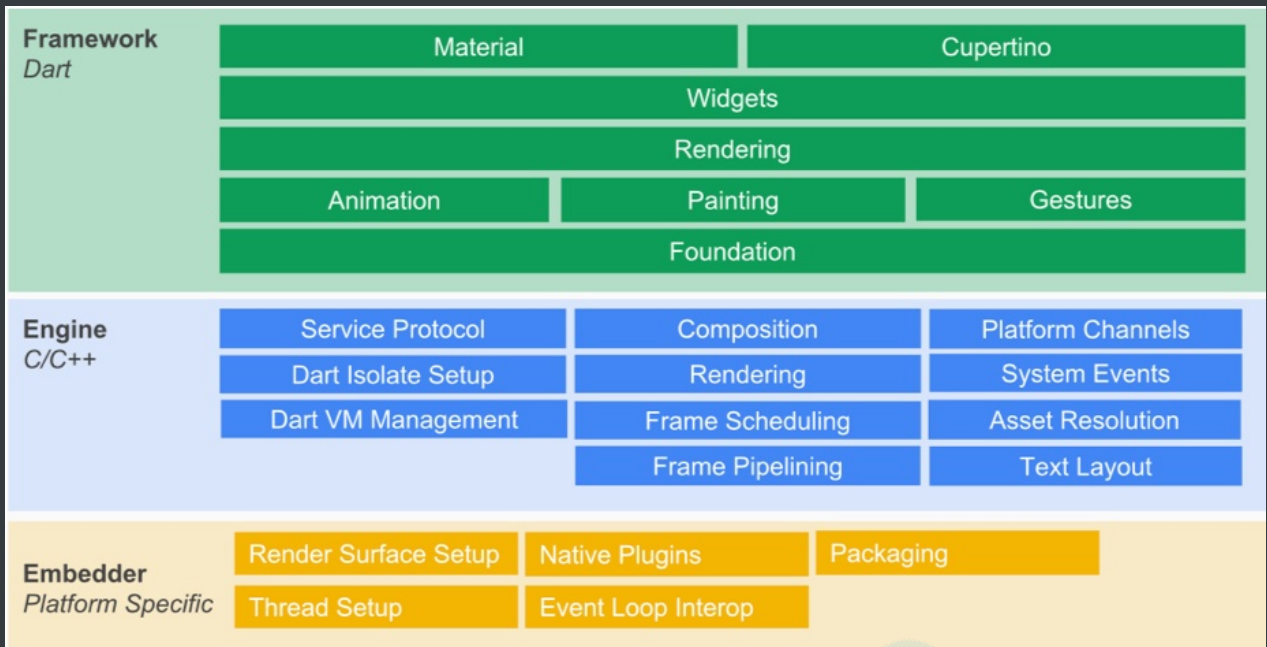 Framework
Dart
Material
Cupertino
Widgets
Rendering
Animation
Painting
Gestures
Foundation
Engine
C/C++
Service Protocol
Composition
Platform Channels
Dart Isolate Setup
Rendering
System Events
Dart VM Management
Frame Scheduling
Asset Resolution
Frame Pipelining
Text Layout
Embedder
Platform Specific
Render Surface Setup
Native Plugins
Packaging
Thread Setup
Event Loop Interop